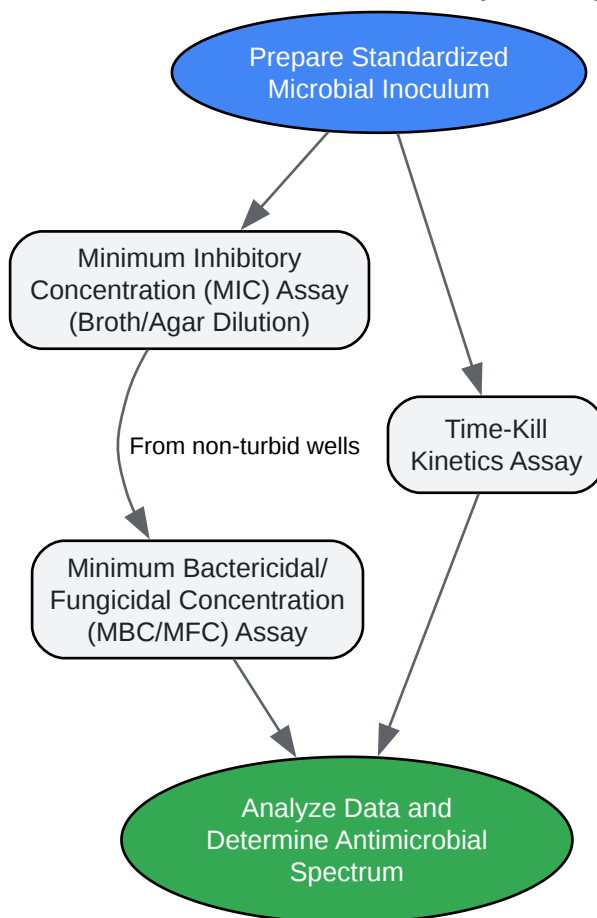 Prepare Standardized
Microbial Inoculum
Minimum Inhibitory
Concentration (MIC) Assay
(Broth/Agar Dilution)
From non-turbid wells
Time-Kill
Kinetics Assay
Minimum Bactericidal/
Fungicidal Concentration
(MBC/MFC) Assay
Analyze Data and
Determine Antimicrobial
Spectrum